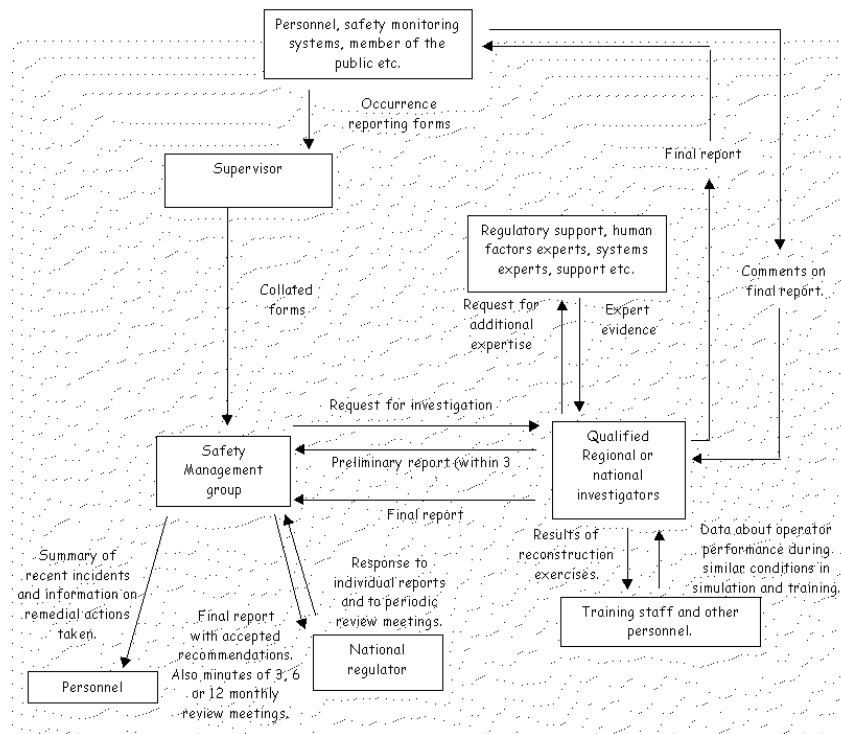 Personnel, safety monitoring
systems, member of the
public etc.
Occurrence
reporting forms
Supervisor
Final report
Regulatory support, human
factors experts, systems
experts, support etc.
Comments on
final report.
Collated
forms
Request for
additional
expertise
Expert
evidence
Request for investigation
Safety
Management
group
Qualified
Regional or
national
investigators
Preliminary report (within 3
Final report
Results of
reconstruction
exercises.
Data about operator
performance during
similar conditions in
simulation and training.
Summary of
recent incidents
and information on
remedial actions
taken.
Response to
individual reports
and to periodic
review meetings.
Final report
with accepted
recommendations.
Also minutes of 3, 6
or 12 monthly
review meetings.
Training staff and other
personnel.
National
regulator
Personnel